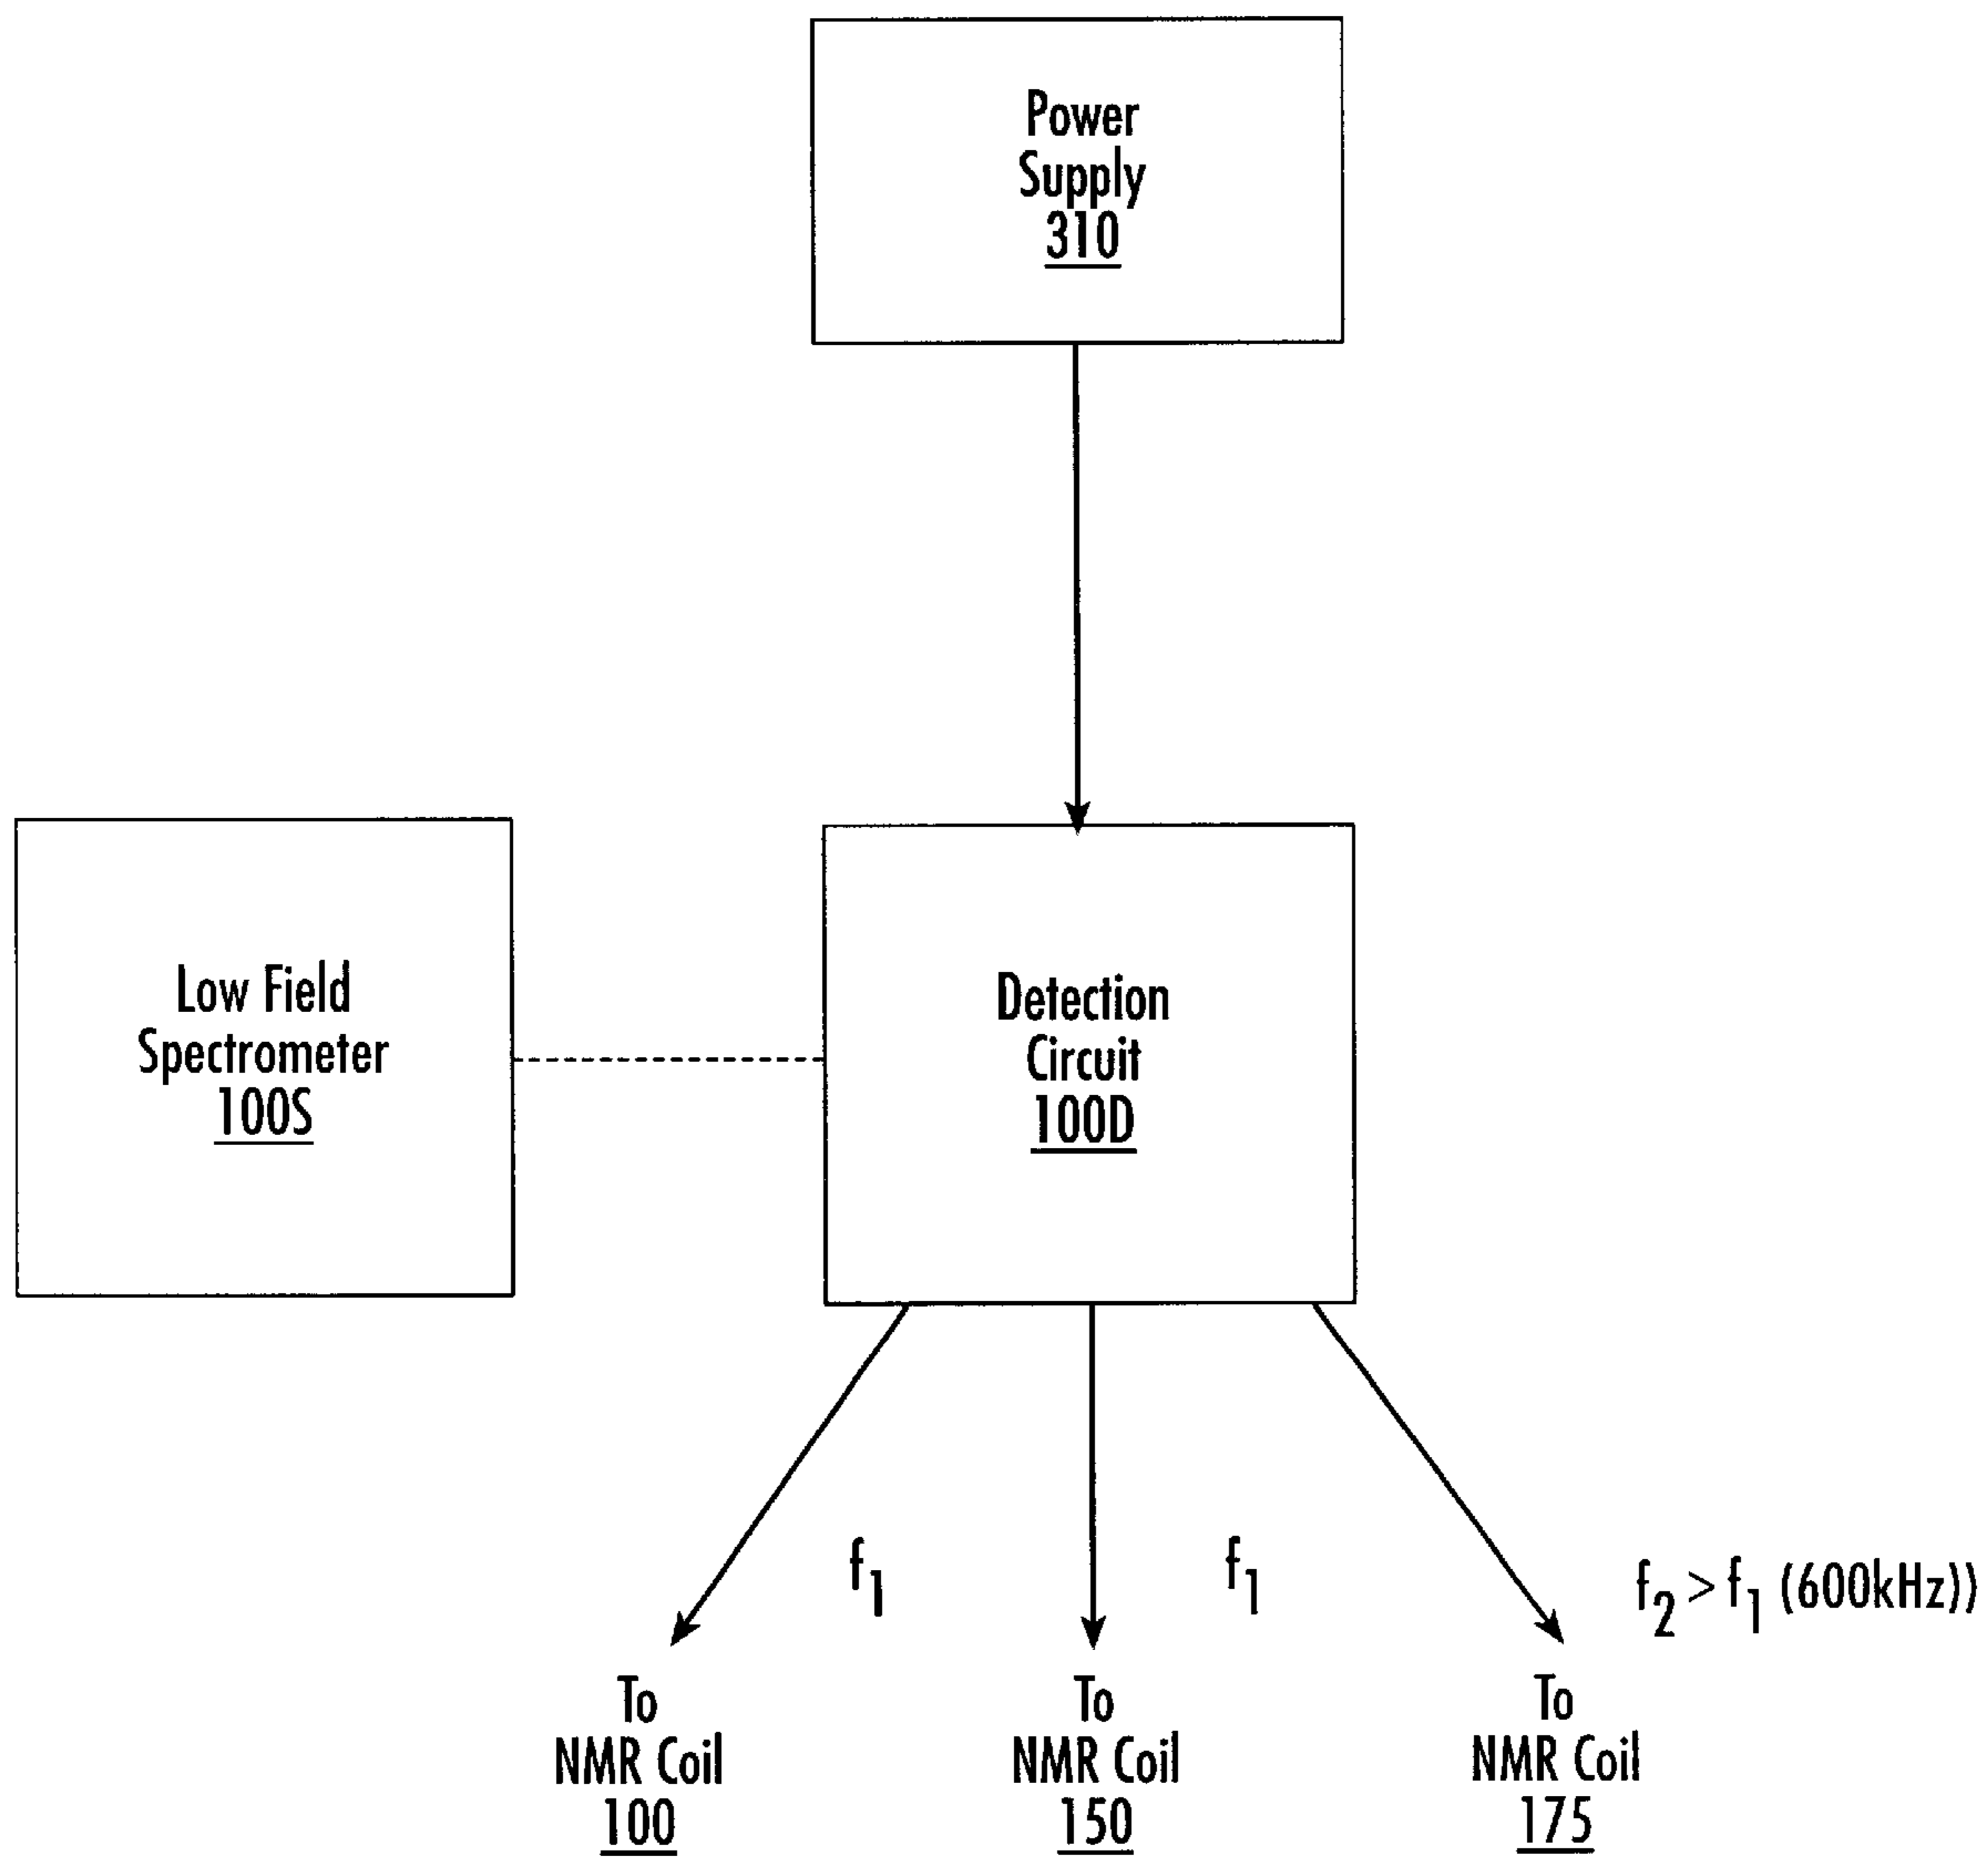 Power
Supply
310
Low Field
Spectrometer
100S
Detection
Circuit
100D
f1
f1
f2 > f1 (600kHz))
To
NMR Coil
100
To
NMR Coil
150
To
NMR Coil
175